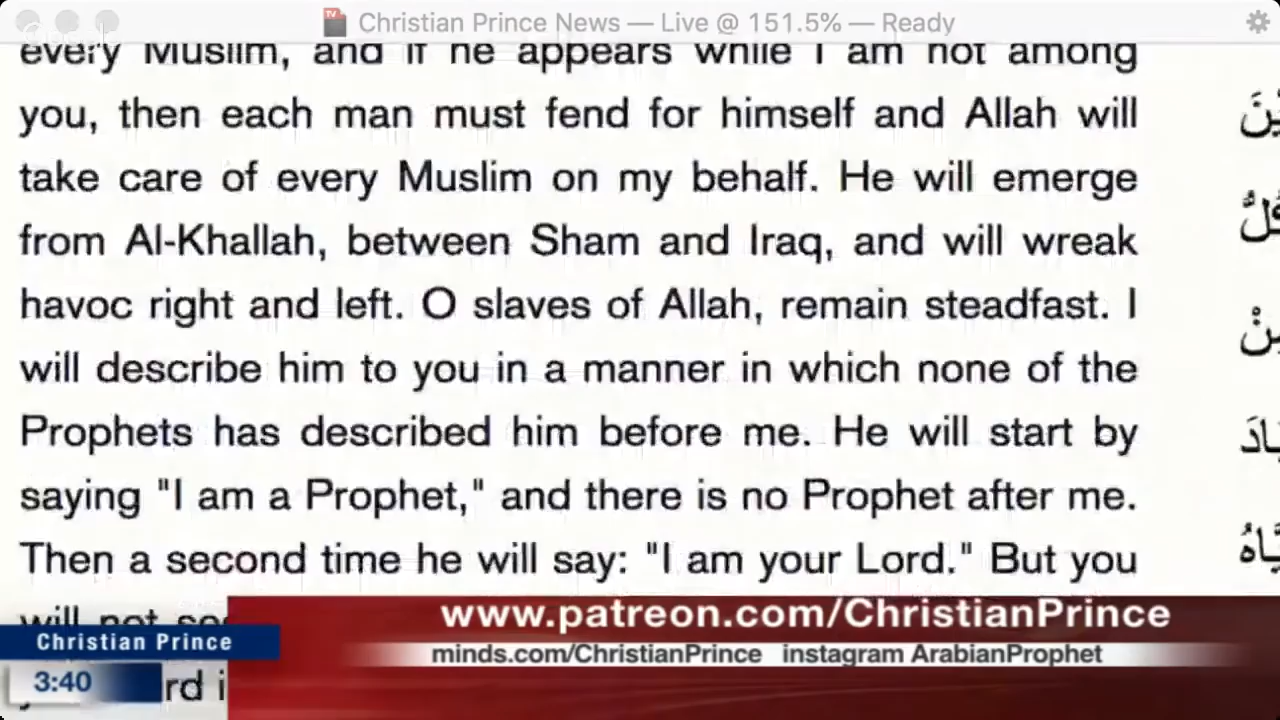 Christian Prince News — Live @ 151.5% — Ready
every Muslim, and if he appears while I am not among
you, then each man must fend for himself and Allah will
take care of every Muslim on my behalf. He will emerge
from Al-Khallah, between Sham and Iraq, and will wreak
havoc right and left. O slaves of Allah, remain steadfast. I
will describe him to you in a manner in which none of the
Prophets has described him before me. He will start by
saying "I am a Prophet," and there is no Prophet after me.
Then a second time he will say: "I am your Lord." But you
will not
www.patreon.com/ChristianPrince
Christian Prince
minds.com/ChristianPrince instagram ArabianProphet
3:40